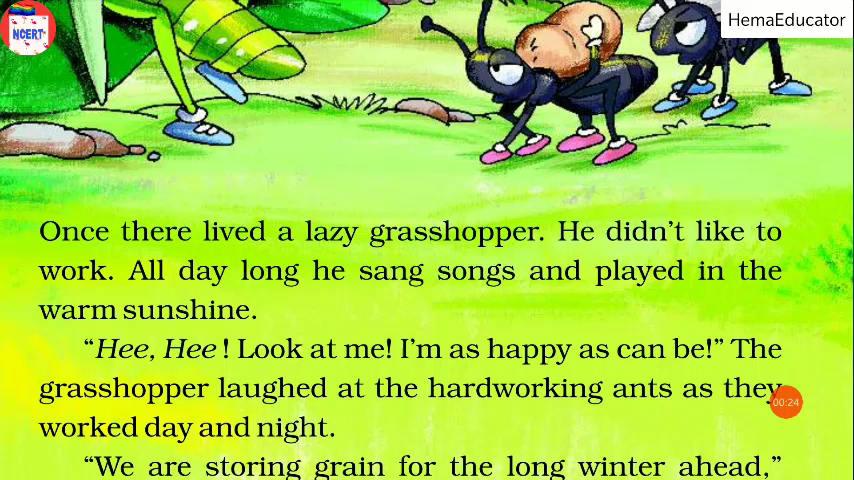 NCERT
HemaEducator
Once there lived a lazy grasshopper. He didn’t like to
work. All day long he sang songs and played in the
warm sunshine.
“Hee, Hee ! Look at me! I’m as happy as can be!” The
grasshopper laughed at the hardworking ants as they
worked day and night.
00:24
“We are storing grain for the long winter ahead,”